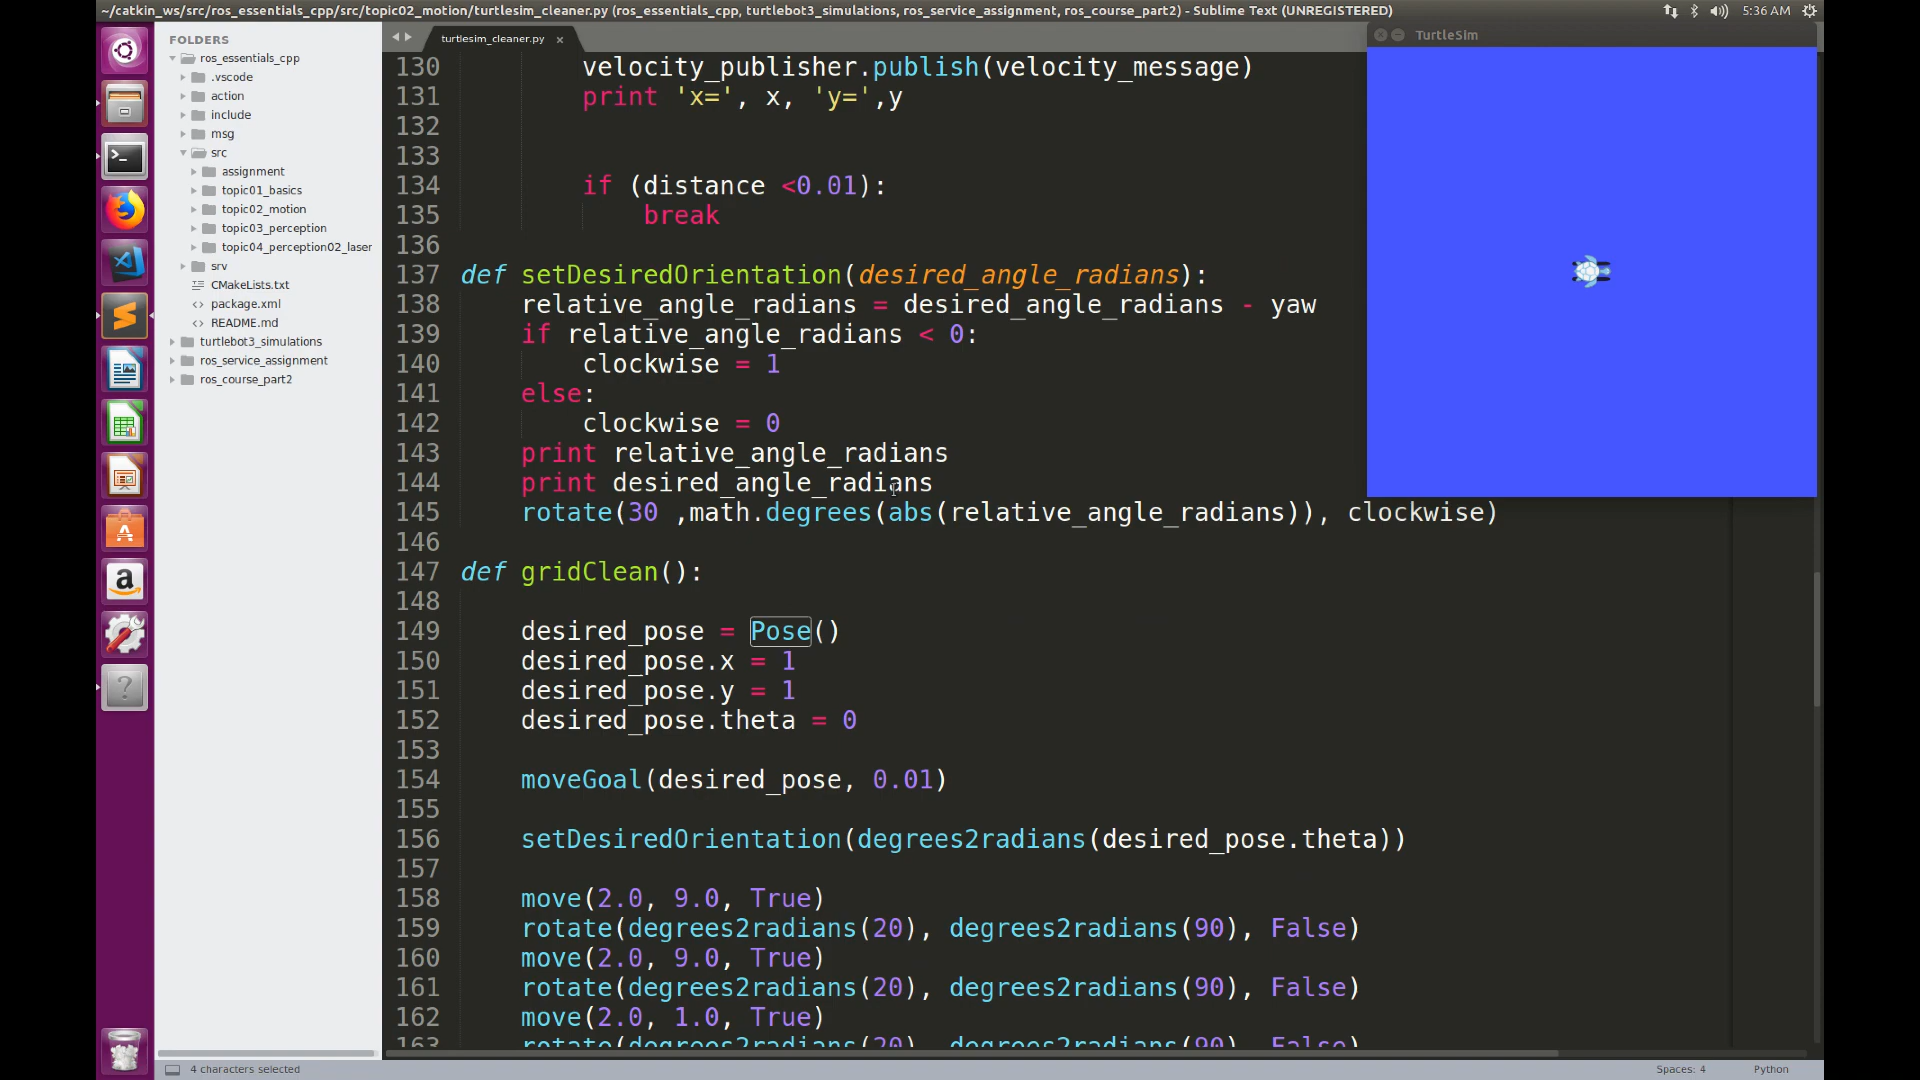 ~/catkin_ws/src/ros_essentials_cpp/src/topic02_motion/turtlesim_cleaner.py (ros_essentials_cpp, turtlebot3_simulations, ros_service_assignment, ros_course_part2) - Sublime Text (UNREGISTERED)
5:36 AM
FOLDERS
ros_essentials_cpp
.vscode
action
include
msg
src
assignment
topic01_basics
topic02_motion
topic03_perception
topic04_perception02_laser
srv
CMakeLists.txt
package.xml
README.md
turtlebot3_simulations
ros_service_assignment
ros_course_part2
turtlesim_cleaner.py
TurtleSim
130 velocity_publisher.publish(velocity_message)
131 print 'x=', x, 'y=',y
132
133
134 if (distance <0.01):
135 break
136
137 def setDesiredOrientation(desired_angle_radians):
138 relative_angle_radians = desired_angle_radians - yaw
139 if relative_angle_radians < 0:
140 clockwise = 1
141 else:
142 clockwise = 0
143 print relative_angle_radians
144 print desired_angle_radians
145 rotate(30 ,math.degrees(abs(relative_angle_radians)), clockwise)
146
147 def gridClean():
148
149 desired_pose = Pose()
150 desired_pose.x = 1
151 desired_pose.y = 1
152 desired_pose.theta = 0
153
154 moveGoal(desired_pose, 0.01)
155
156 setDesiredOrientation(degrees2radians(desired_pose.theta))
157
158 move(2.0, 9.0, True)
159 rotate(degrees2radians(20), degrees2radians(90), False)
160 move(2.0, 9.0, True)
161 rotate(degrees2radians(20), degrees2radians(90), False)
162 move(2.0, 1.0, True)
163 rotate(degrees2radians(20), degrees2radians(90), False)
4 characters selected
Spaces: 4
Python